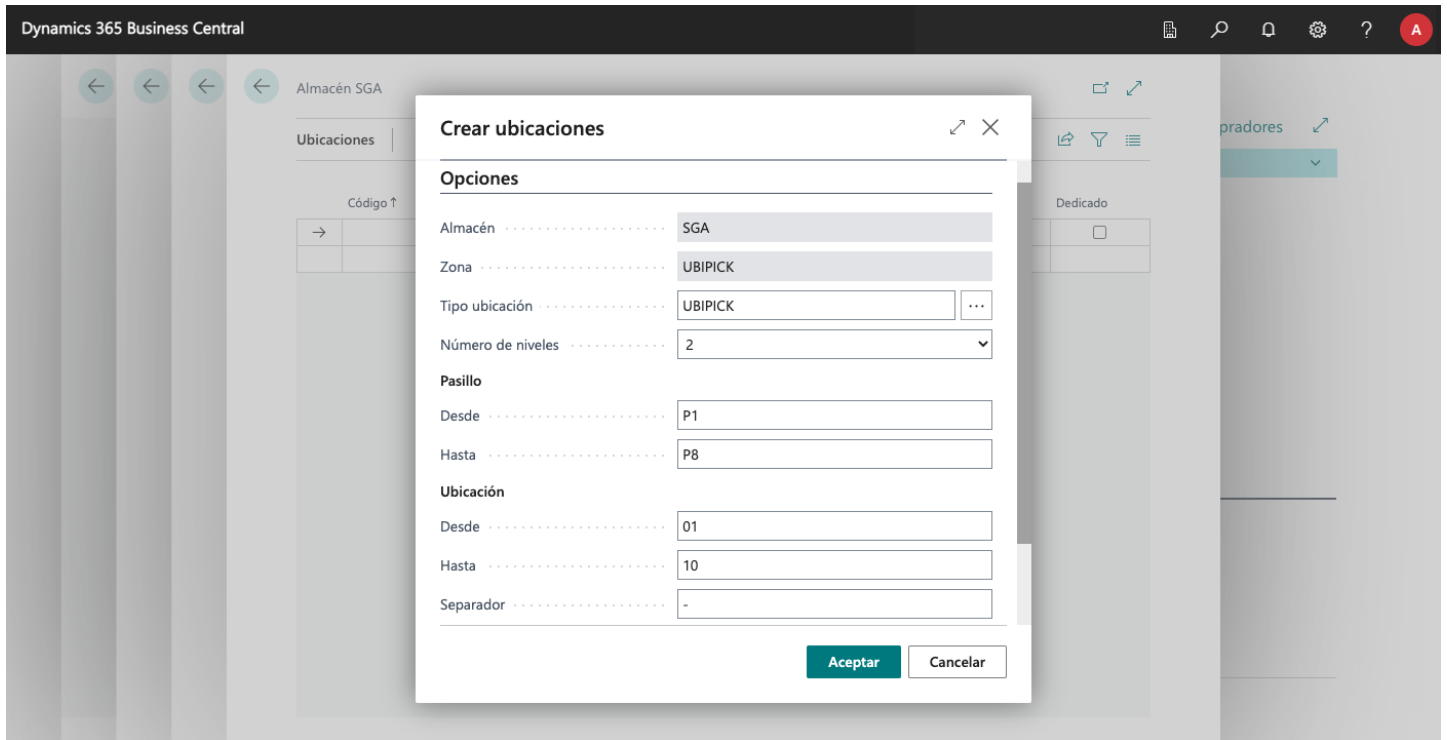 Dynamics 365 Business Central
A
Almacén SGA
Ubicaciones
pradores
Código ↑
Dedicado
Crear ubicaciones
Opciones
Almacén SGA
Zona UBIPICK
Tipo ubicación UBIPICK
Número de niveles 2
Pasillo
Desde P1
Hasta P8
Ubicación
Desde 01
Hasta 10
Separador -
Aceptar Cancelar